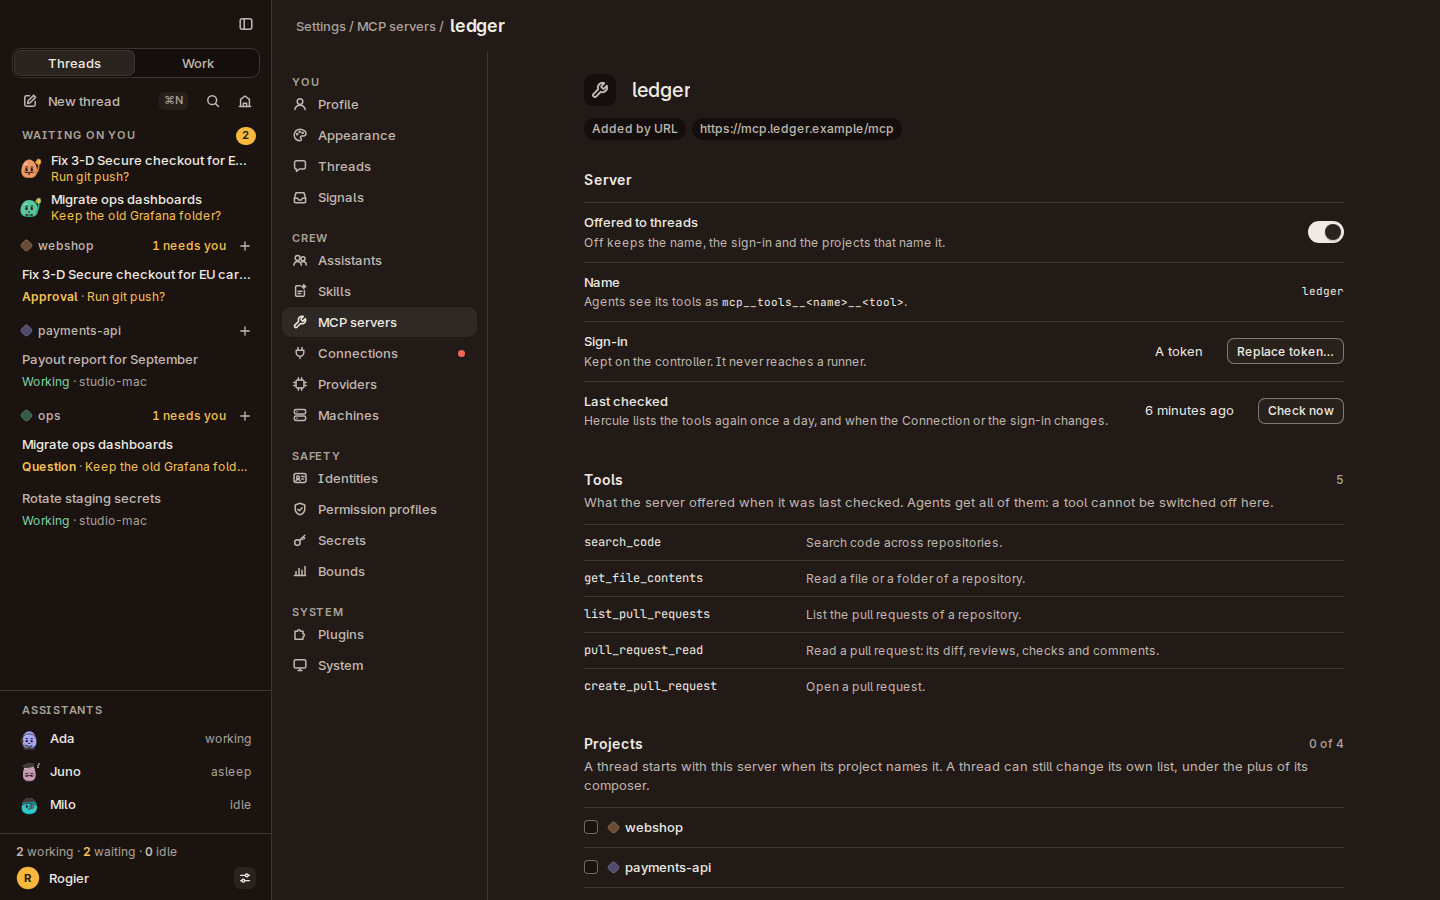 Threads
Work
New thread
⌘N
WAITING ON YOU
2
Fix 3-D Secure checkout for E...
Run git push?
Migrate ops dashboards
Keep the old Grafana folder?
webshop
1 needs you
Fix 3-D Secure checkout for EU car...
Approval · Run git push?
payments-api
Payout report for September
Working · studio-mac
ops
1 needs you
Migrate ops dashboards
Question · Keep the old Grafana fold...
Rotate staging secrets
Working · studio-mac
ASSISTANTS
Ada
working
Juno
asleep
Milo
idle
2 working · 2 waiting · 0 idle
R
Rogier
Settings / MCP servers / ledger
YOU
Profile
Appearance
Threads
Signals
CREW
Assistants
Skills
MCP servers
Connections
Providers
Machines
SAFETY
Identities
Permission profiles
Secrets
Bounds
SYSTEM
Plugins
System
ledger
Added by URL
https://mcp.ledger.example/mcp
Server
Offered to threads
Off keeps the name, the sign-in and the projects that name it.
Name
Agents see its tools as mcp__tools__<name>__<tool>.
ledger
Sign-in
Kept on the controller. It never reaches a runner.
A token
Replace token...
Last checked
Hercule lists the tools again once a day, and when the Connection or the sign-in changes.
6 minutes ago
Check now
Tools
5
What the server offered when it was last checked. Agents get all of them: a tool cannot be switched off here.
search_code
Search code across repositories.
get_file_contents
Read a file or a folder of a repository.
list_pull_requests
List the pull requests of a repository.
pull_request_read
Read a pull request: its diff, reviews, checks and comments.
create_pull_request
Open a pull request.
Projects
0 of 4
A thread starts with this server when its project names it. A thread can still change its own list, under the plus of its
composer.
webshop
payments-api